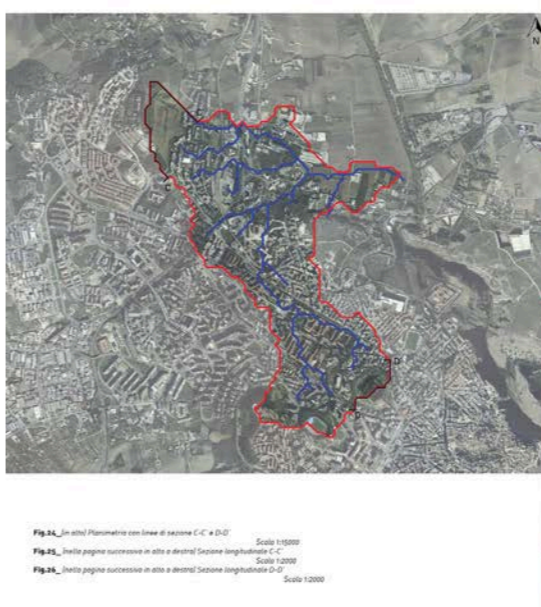 N
D
Fig.24_ [in alto] Planimetria con linee di sezione C-C' e D-D'
Scala 1:15000
Fig.25_ [nella pagina successiva in alto a destra] Sezione longitudinale C-C'
Scala 1:2000
Fig.26_ [nella pagina successiva in alto a destra] Sezione longitudinale D-D'
Scala 1:2000